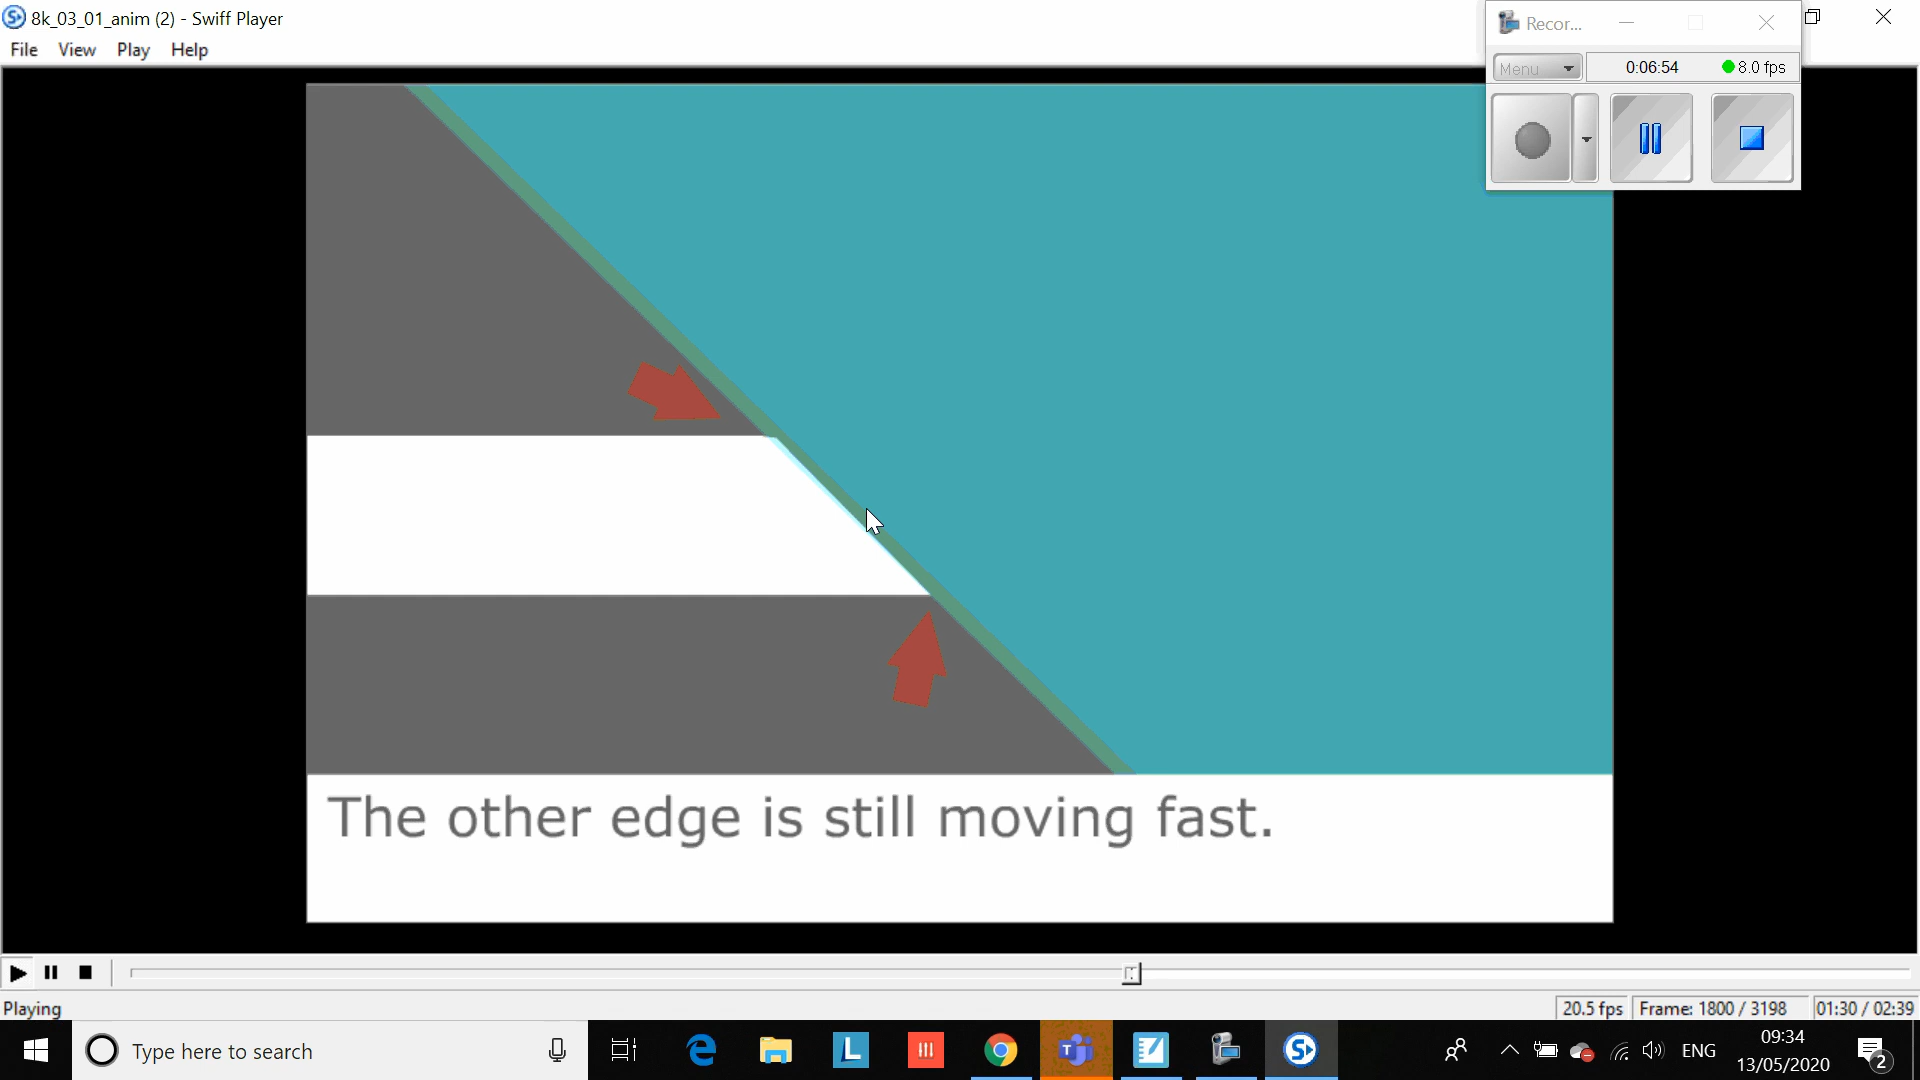 8k_03_01_anim (2) - Swiff Player
Recor...
File View Play Help
Menu 0:06:54 8.0 fps
The other edge is still moving fast.
Playing
20.5 fps Frame: 1800 / 3198 01:30 / 02:39
Type here to search
ENG
09:34
13/05/2020
2